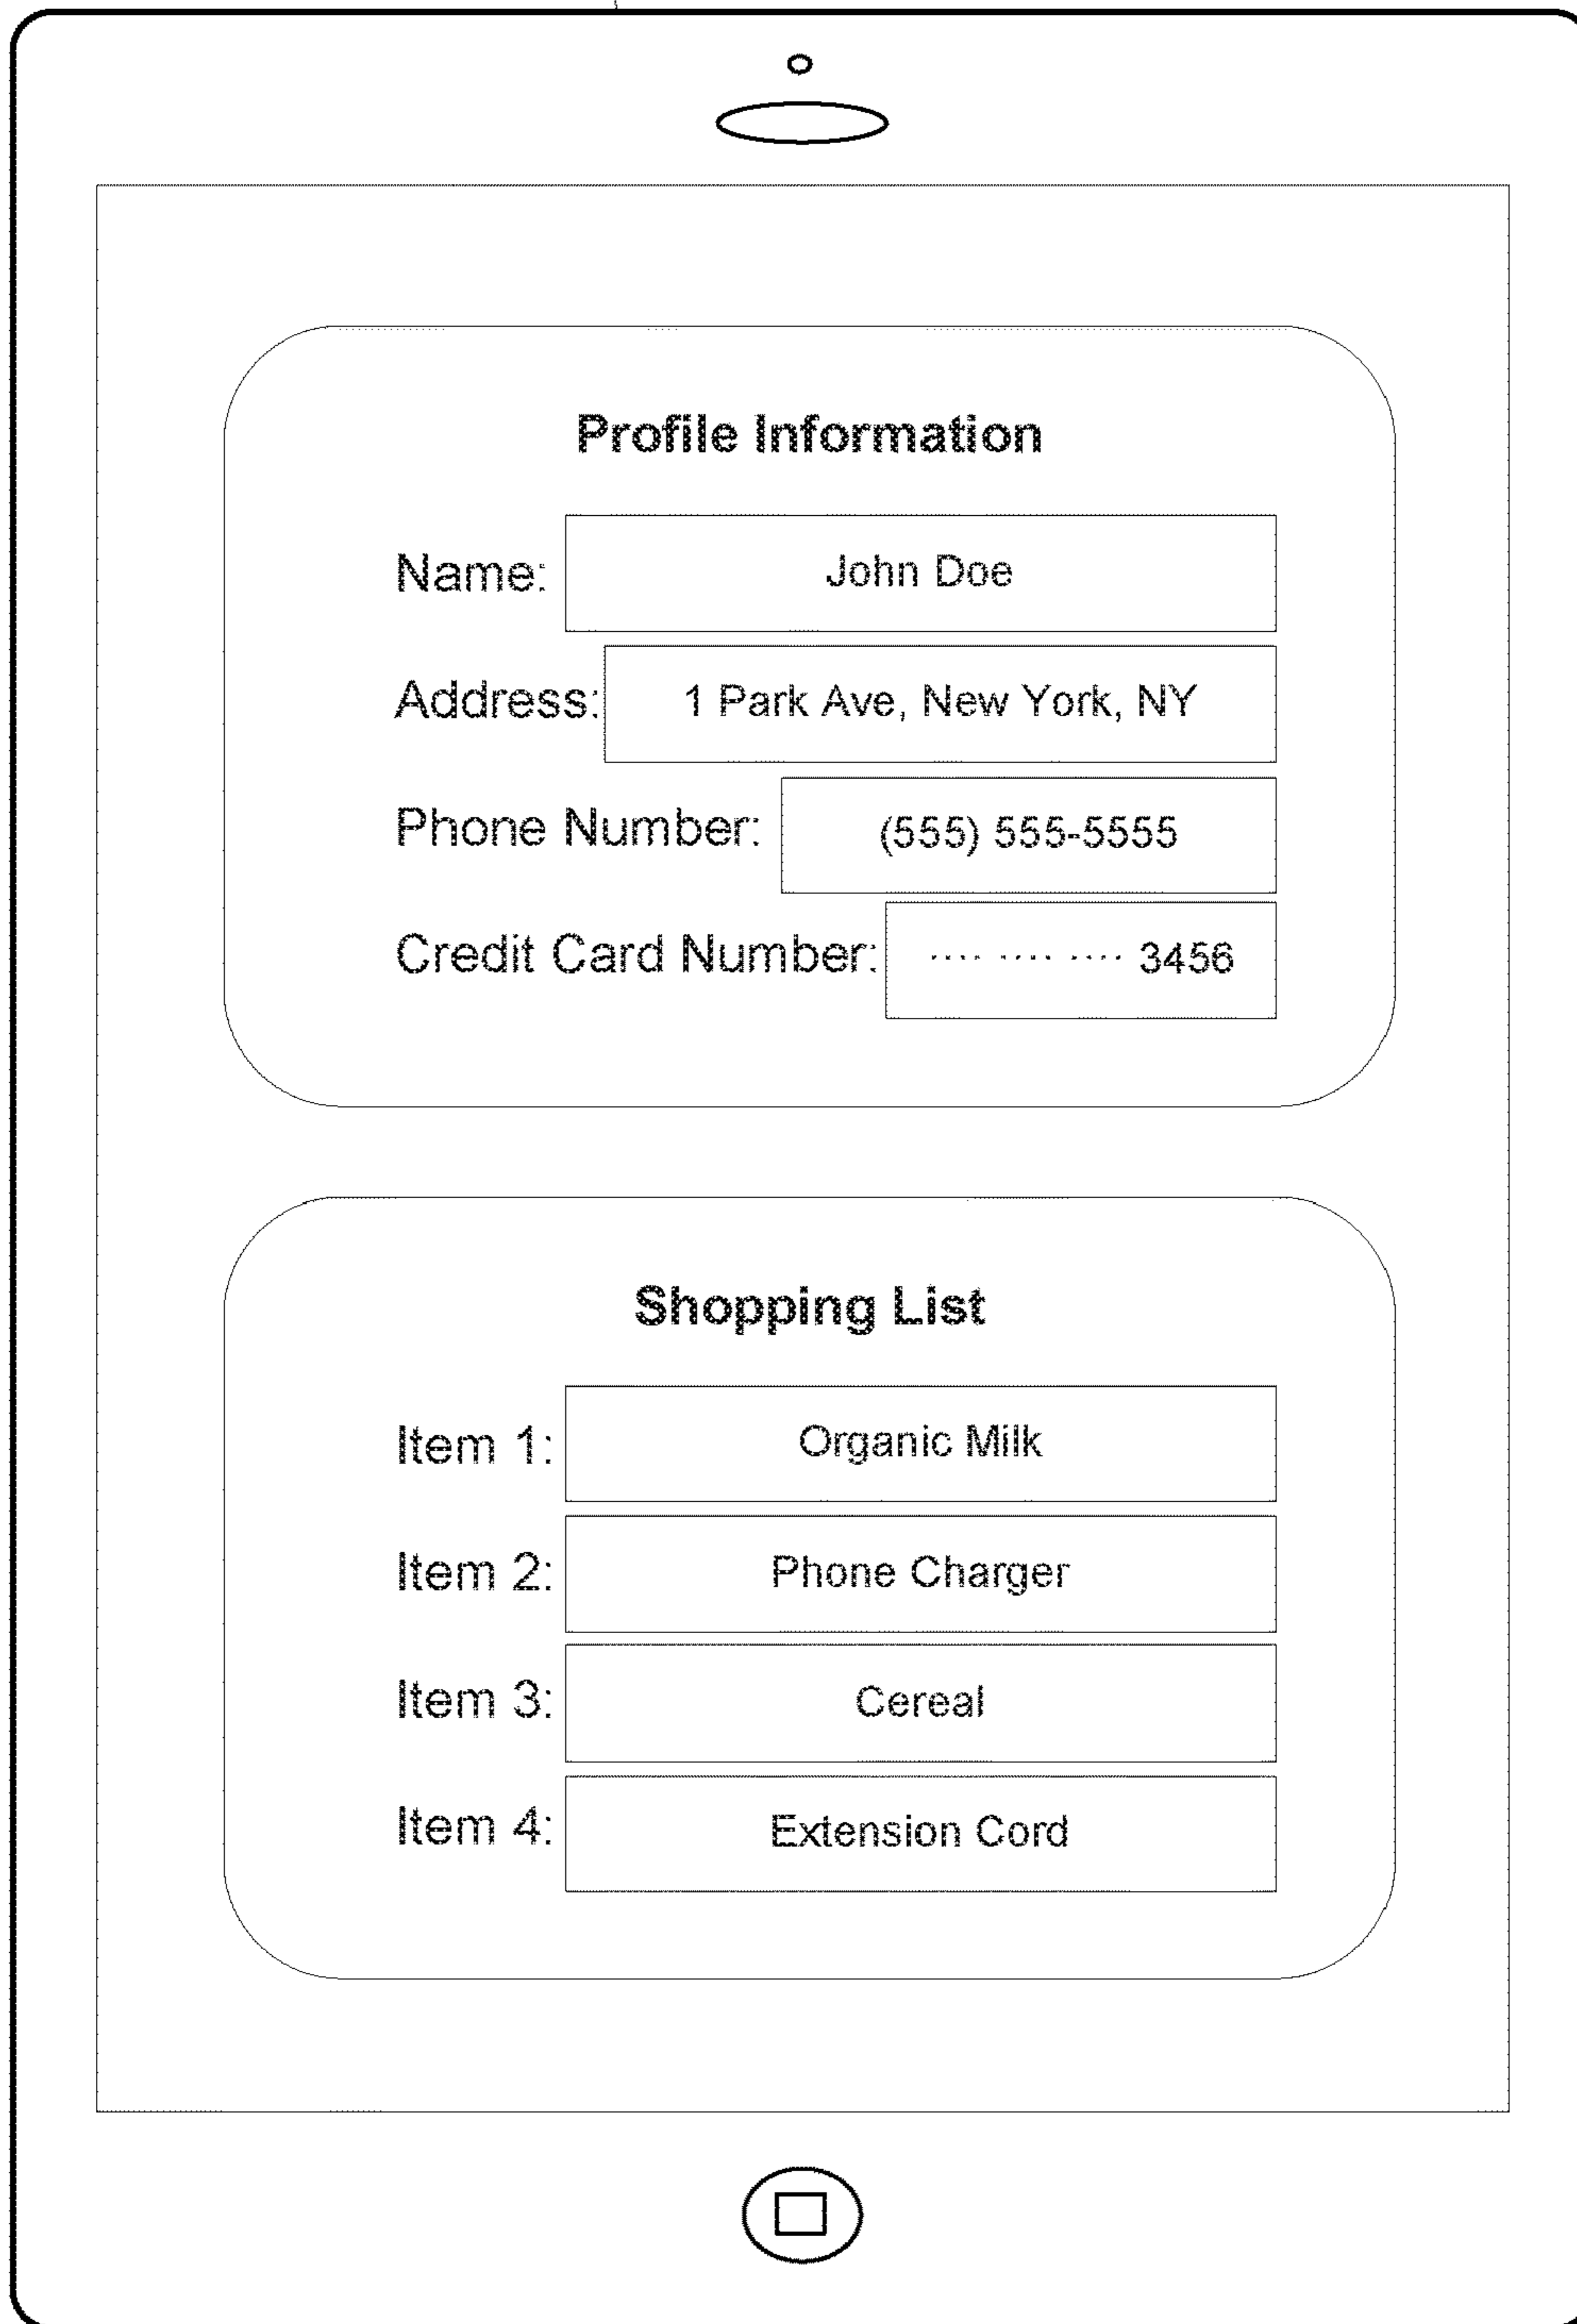 Profile Information
Name: John Doe
Address: 1 Park Ave, New York, NY
Phone Number: (555) 555-5555
Credit Card Number: ···· ···· ···· 3456
Shopping List
Item 1: Organic Milk
Item 2: Phone Charger
Item 3: Cereal
Item 4: Extension Cord